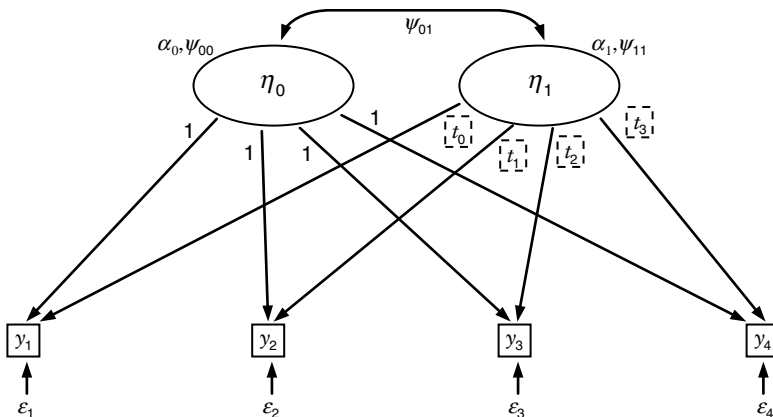 ψ₀₁
α₀,ψ₀₀ α₁,ψ₁₁
η₀ η₁
1 1 1 1 t₀ t₁ t₂ t₃
y₁ y₂ y₃ y₄
ε₁ ε₂ ε₃ ε₄